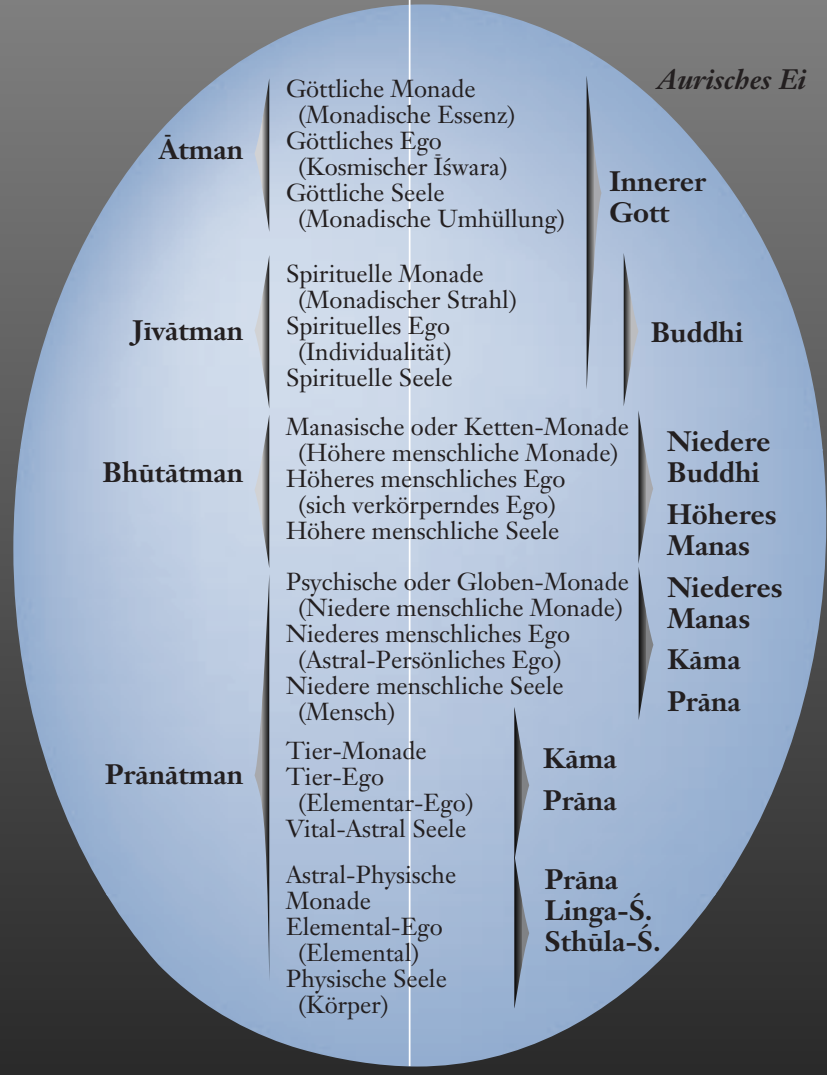 Aurisches Ei
Ātman
Göttliche Monade
(Monadische Essenz)
Göttliches Ego
(Kosmischer Īśwara)
Göttliche Seele
(Monadische Umhüllung)
Innerer
Gott
Jīvātman
Spirituelle Monade
(Monadischer Strahl)
Spirituelles Ego
(Individualität)
Spirituelle Seele
Buddhi
Bhūtātman
Manasische oder Ketten-Monade
(Höhere menschliche Monade)
Höheres menschliches Ego
(sich verkörperndes Ego)
Höhere menschliche Seele
Niedere
Buddhi
Höheres
Manas
Prānātman
Psychische oder Globen-Monade
(Niedere menschliche Monade)
Niederes menschliches Ego
(Astral-Persönliches Ego)
Niedere menschliche Seele
(Mensch)
Niederes
Manas
Kāma
Prāna
Tier-Monade
Tier-Ego
(Elementar-Ego)
Vital-Astral Seele
Kāma
Prāna
Astral-Physische
Monade
Elemental-Ego
(Elemental)
Physische Seele
(Körper)
Prāna
Linga-Ś.
Sthūla-Ś.